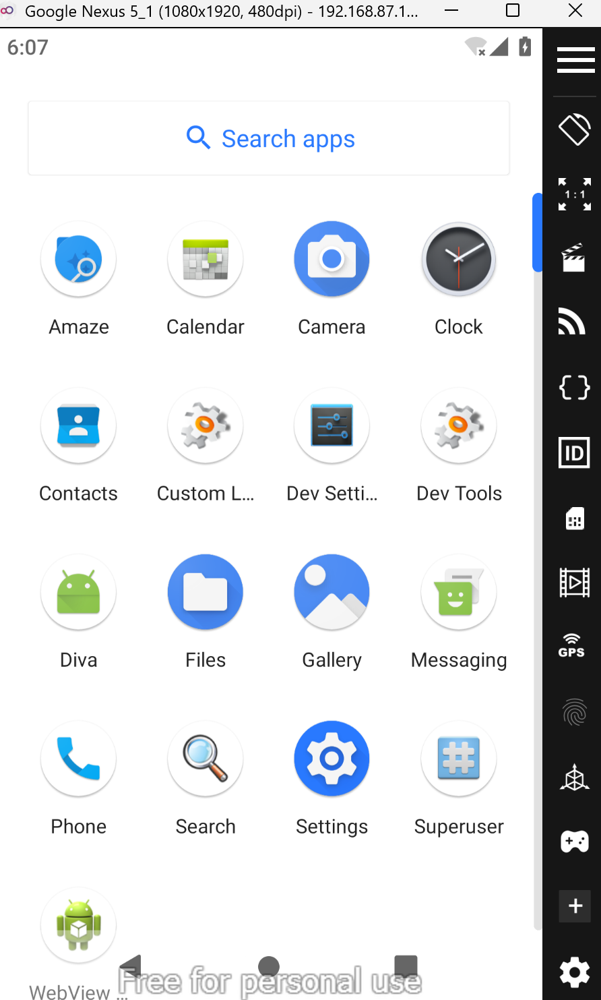 Google Nexus 5_1 (1080x1920, 480dpi) - 192.168.87.1...
6:07
Search apps
1 : 1
Amaze Calendar Camera Clock
Contacts Custom L... Dev Setti... Dev Tools
ID
Diva Files Gallery Messaging
GPS
Phone Search Settings Superuser
WebView ...
Free for personal use